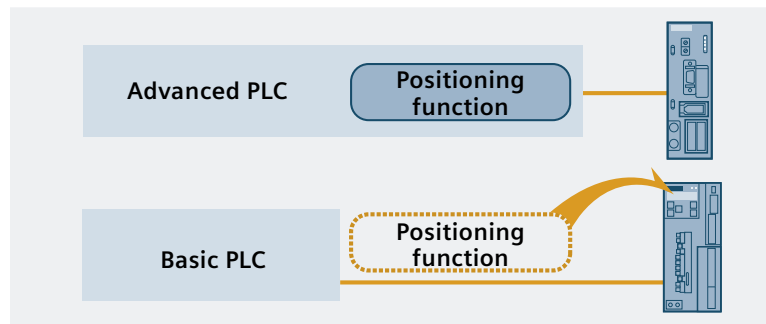 Advanced PLC
Positioning
function
Basic PLC
Positioning
function